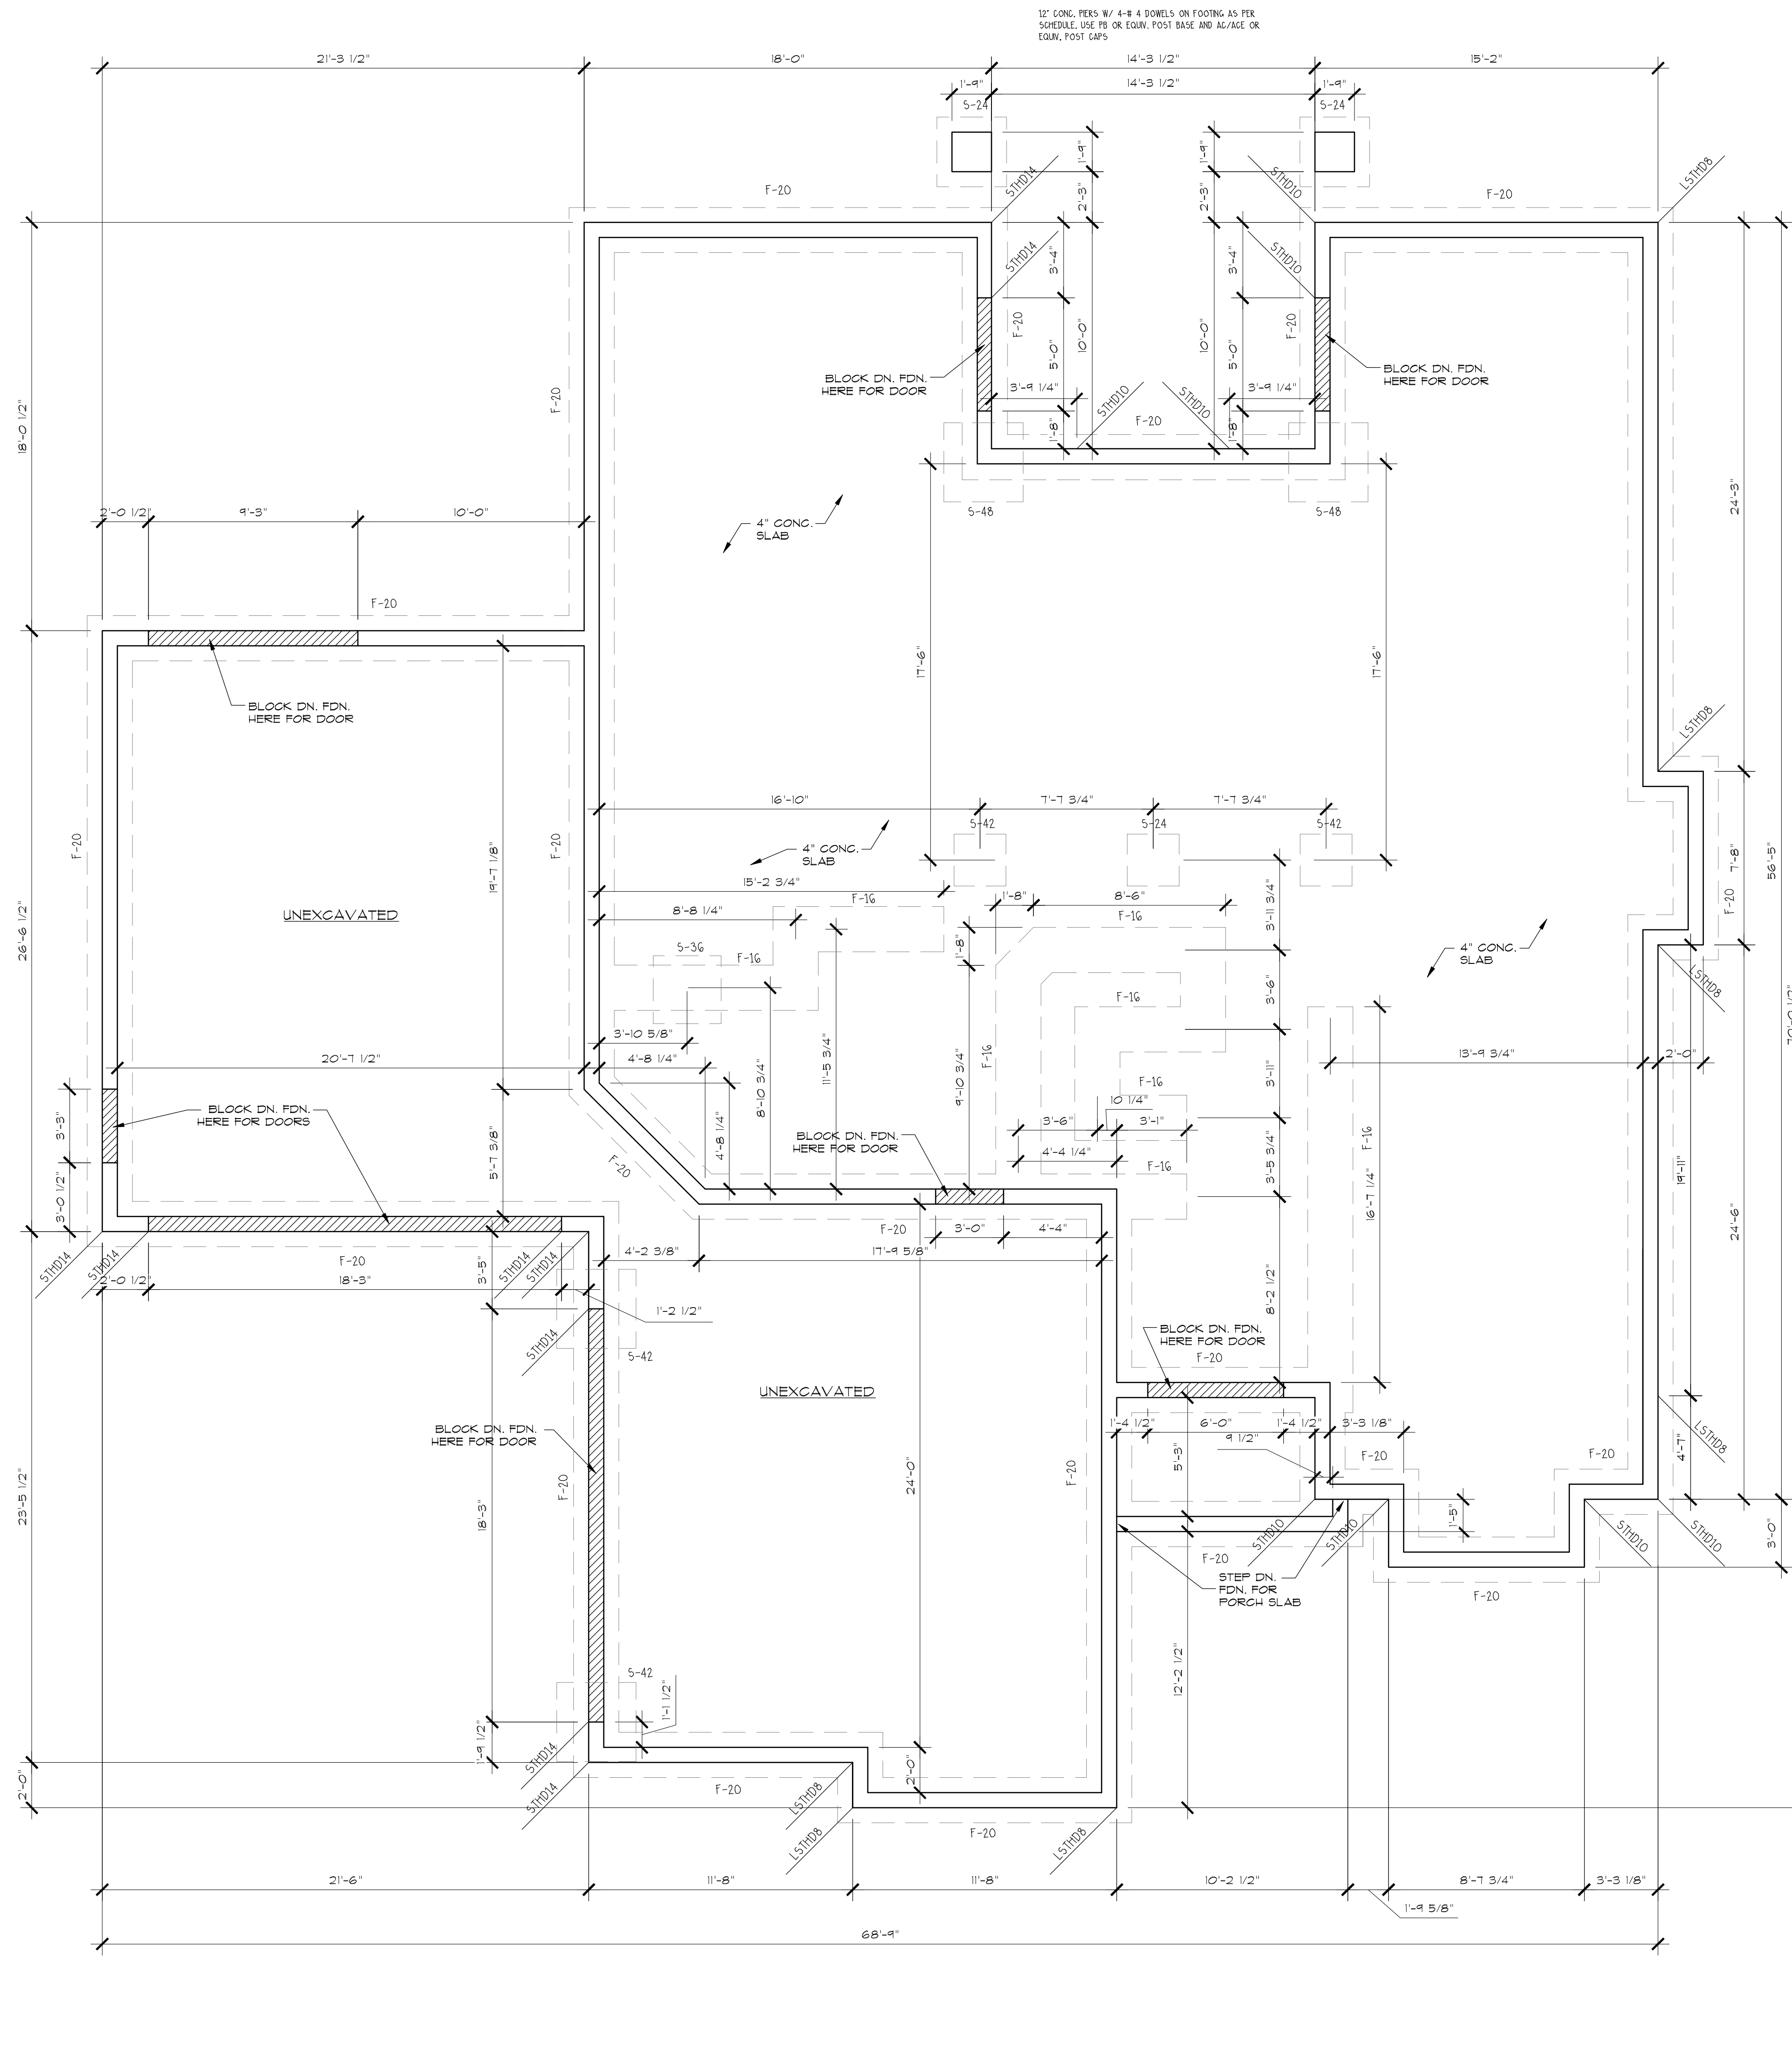 12" CONC. PIERS W/ 4-# 4 DOWELS ON FOOTING AS PER
SCHEDULE, USE PB OR EQUIV. POST BASE AND AC/ACE OR
EQUIV, POST CAPS
21'-3 1/2"
18'-0"
14'-3 1/2"
15'-2"
1'-9"
14'-3 1/2"
1'-9"
S-24
S-24
1'-9"
1'-9"
2'-3"
2'-3"
STHD14
STHD10
LSTHD8
F-20
F-20
STHD14
STHD10
3'-4"
3'-4"
F-20
F-20
5'-0"
10'-0"
10'-0"
5'-0"
BLOCK DN. FDN.
HERE FOR DOOR
BLOCK DN. FDN.
HERE FOR DOOR
3'-9 1/4"
3'-9 1/4"
STHD10
STHD10
F-20
F-20
1'-8"
1'-8"
18'-0 1/2"
24'-3"
S-48
S-48
2'-0 1/2"
9'-3"
10'-0"
4" CONC.
SLAB
F-20
17'-6"
17'-6"
BLOCK DN. FDN.
HERE FOR DOOR
LSTHD8
16'-10"
7'-7 3/4"
7'-7 3/4"
S-42
S-24
S-42
F-20
F-20
4" CONC.
SLAB
19'-7 1/8"
7'-8"
56'-5"
15'-2 3/4"
F-16
1'-8"
8'-6"
3'-11 3/4"
F-20
UNEXCAVATED
8'-8 1/4"
F-16
26'-6 1/2"
S-36
F-16
1'-8"
4" CONC.
SLAB
3'-6"
LSTHD8
F-16
70'-0 1/2"
3'-10 5/8"
20'-7 1/2"
4'-8 1/4"
11'-5 3/4"
F-16
13'-9 3/4"
2'-0"
8'-10 3/4"
9'-10 3/4"
F-16
3'-11"
10 1/4"
BLOCK DN. FDN.
HERE FOR DOORS
3'-3"
3'-6"
3'-1"
BLOCK DN. FDN.
HERE FOR DOOR
4'-8 1/4"
4'-4 1/4"
3'-5 3/4"
F-16
F-16
5'-7 3/8"
F-20
19'-11"
3'-0 1/2"
16'-7 1/4"
24'-6"
F-20
3'-0"
4'-4"
STHD14
STHD14
F-20
STHD14
STHD14
3'-5"
4'-2 3/8"
17'-9 5/8"
2'-0 1/2"
18'-3"
1'-2 1/2"
8'-2 1/2"
STHD14
S-42
BLOCK DN. FDN.
HERE FOR DOOR
F-20
UNEXCAVATED
BLOCK DN. FDN.
HERE FOR DOOR
1'-4 1/2"
6'-0"
1'-4 1/2"
3'-3 1/8"
9 1/2"
F-20
F-20
LSTHD8
4'-7"
5'-3"
F-20
24'-0"
F-20
23'-5 1/2"
18'-3"
1'-5"
STHD10
STHD10
STHD10
STHD10
3'-0"
F-20
STEP DN.
FDN. FOR
PORCH SLAB
F-20
S-42
12'-2 1/2"
1'-1 1/2"
1'-9 1/2"
STHD14
STHD14
2'-0"
F-20
2'-0"
LSTHD8
LSTHD8
F-20
LSTHD8
21'-6"
11'-8"
11'-8"
10'-2 1/2"
8'-7 3/4"
3'-3 1/8"
1'-9 5/8"
68'-9"